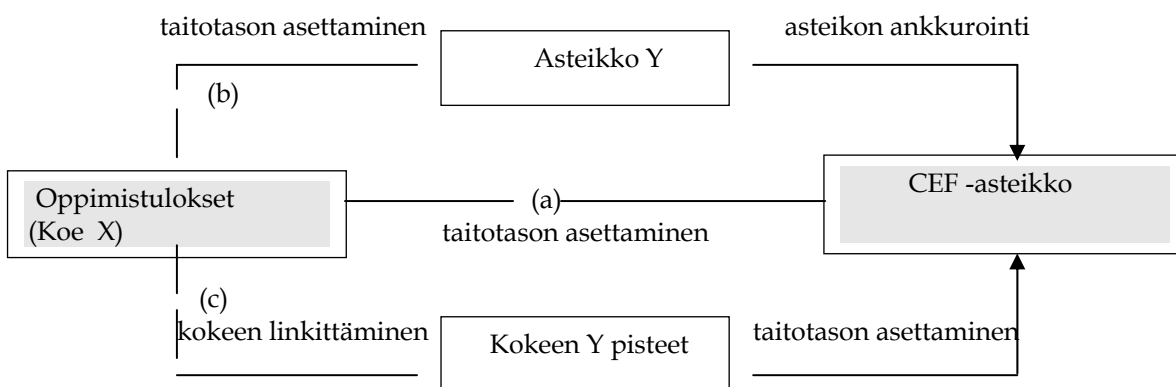 taitotason asettaminen
Asteikko Y
asteikon ankkurointi
(b)
Oppimistulokset
(Koe X)
(a)
taitotason asettaminen
CEF -asteikko
(c)
kokeen linkittäminen
Kokeen Y pisteet
taitotason asettaminen